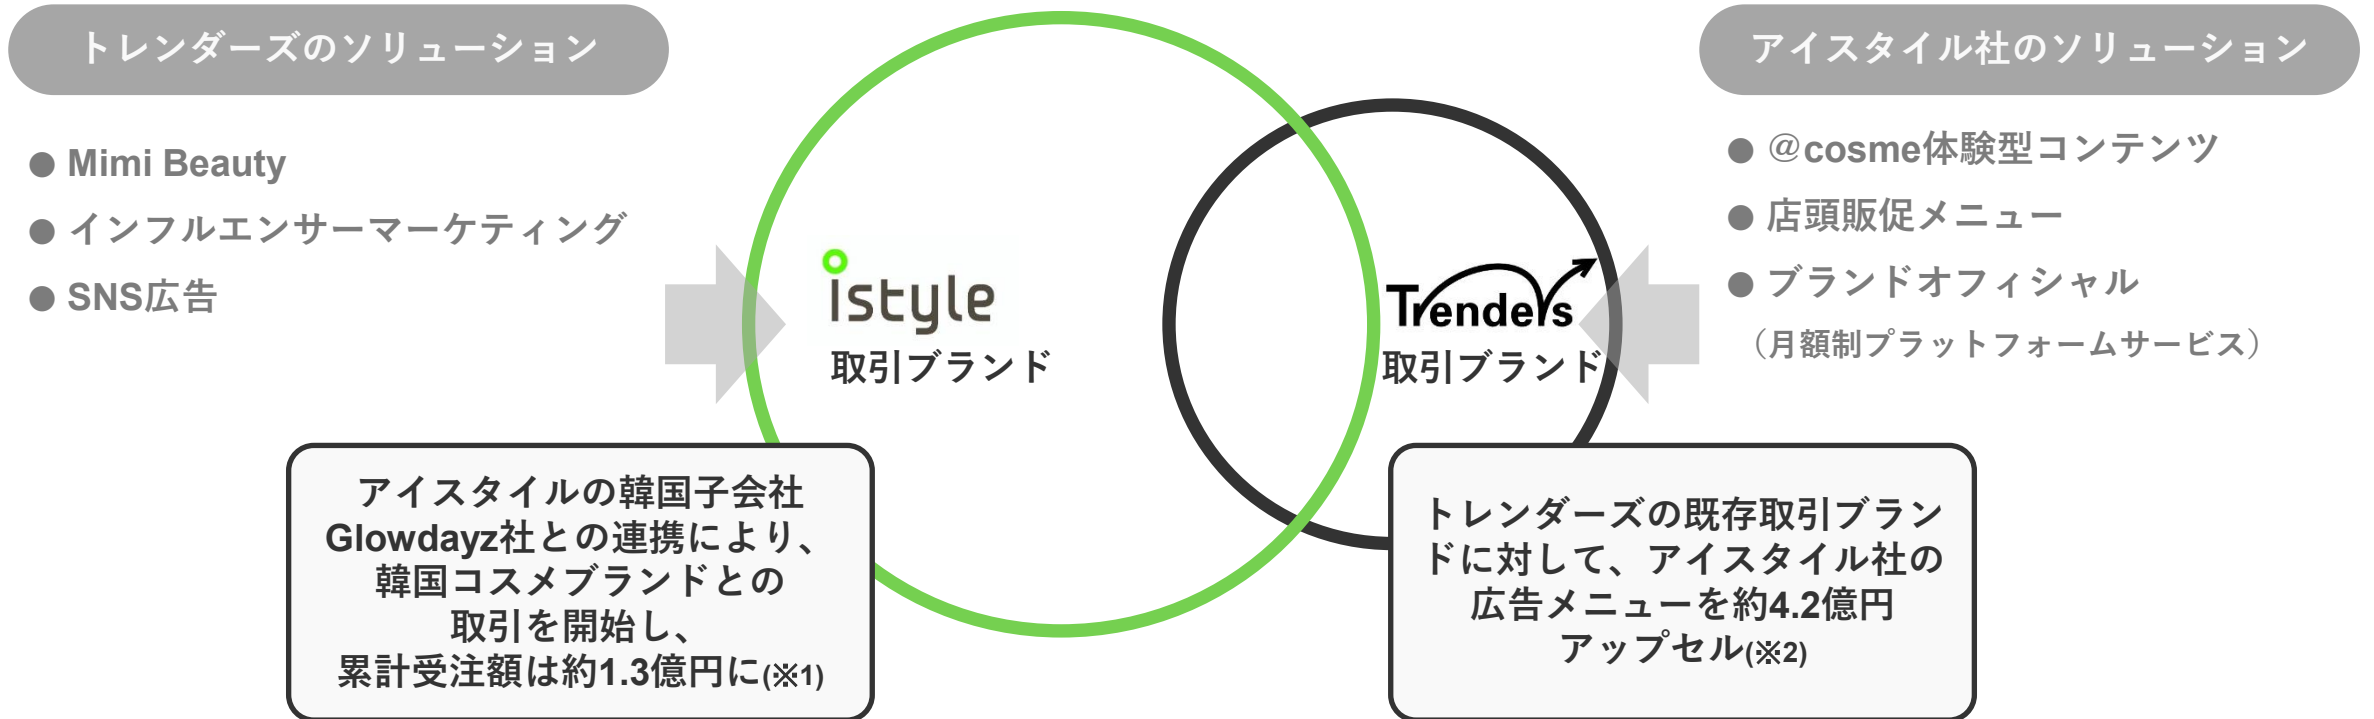 トレンダーズのソリューション
● Mimi Beauty
● インフルエンサーマーケティング
● SNS広告
istyle
取引ブランド
Trenders
取引ブランド
アイスタイル社のソリューション
● @cosme体験型コンテンツ
● 店頭販促メニュー
● ブランドオフィシャル
（月額制プラットフォームサービス）
アイスタイルの韓国子会社
Glowdayz社との連携により、
韓国コスメブランドとの
取引を開始し、
累計受注額は約1.3億円に(※1)
トレンダーズの既存取引ブラン
ドに対して、アイスタイル社の
広告メニューを約4.2億円
アップセル(※2)